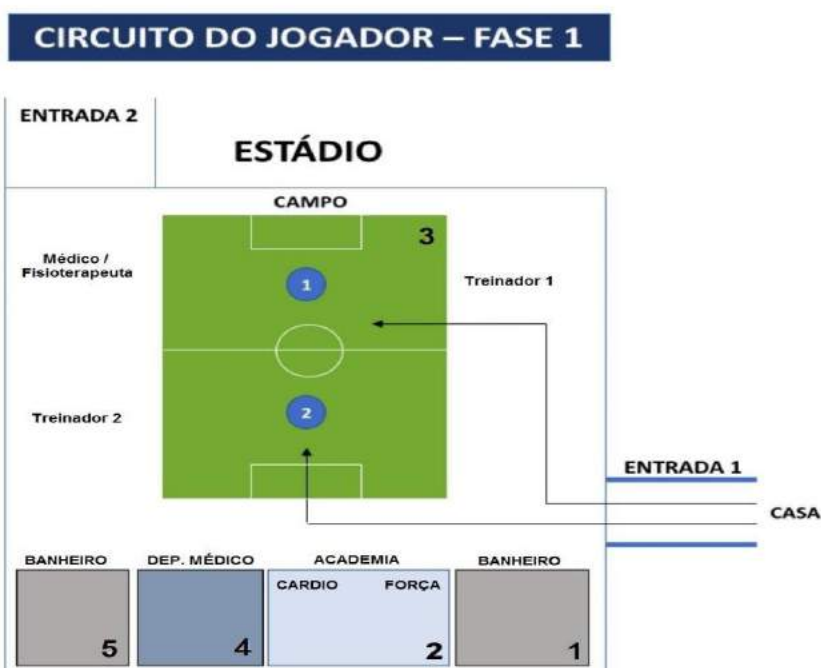 CIRCUITO DO JOGADOR – FASE 1
ENTRADA 2
ESTÁDIO
CAMPO
3
Médico /
Fisioterapeuta
1
Treinador 1
Treinador 2
2
ENTRADA 1
CASA
BANHEIRO
DEP. MÉDICO
ACADEMIA
BANHEIRO
CARDIO
FORÇA
5
4
2
1